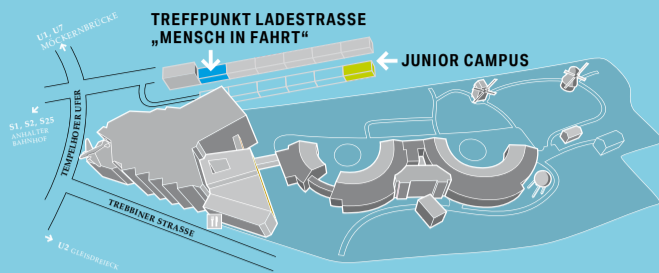 TREFFPUNKT LADESTRASSE
„MENSCH IN FAHRT“
U1, U7
MÖCKERNBRÜCKE
JUNIOR CAMPUS
S1, S2, S25
ANHALTER
BAHNHOF
TEMPELHOFER UFER
TREBBINER STRASSE
U2 GLEISDREIECK